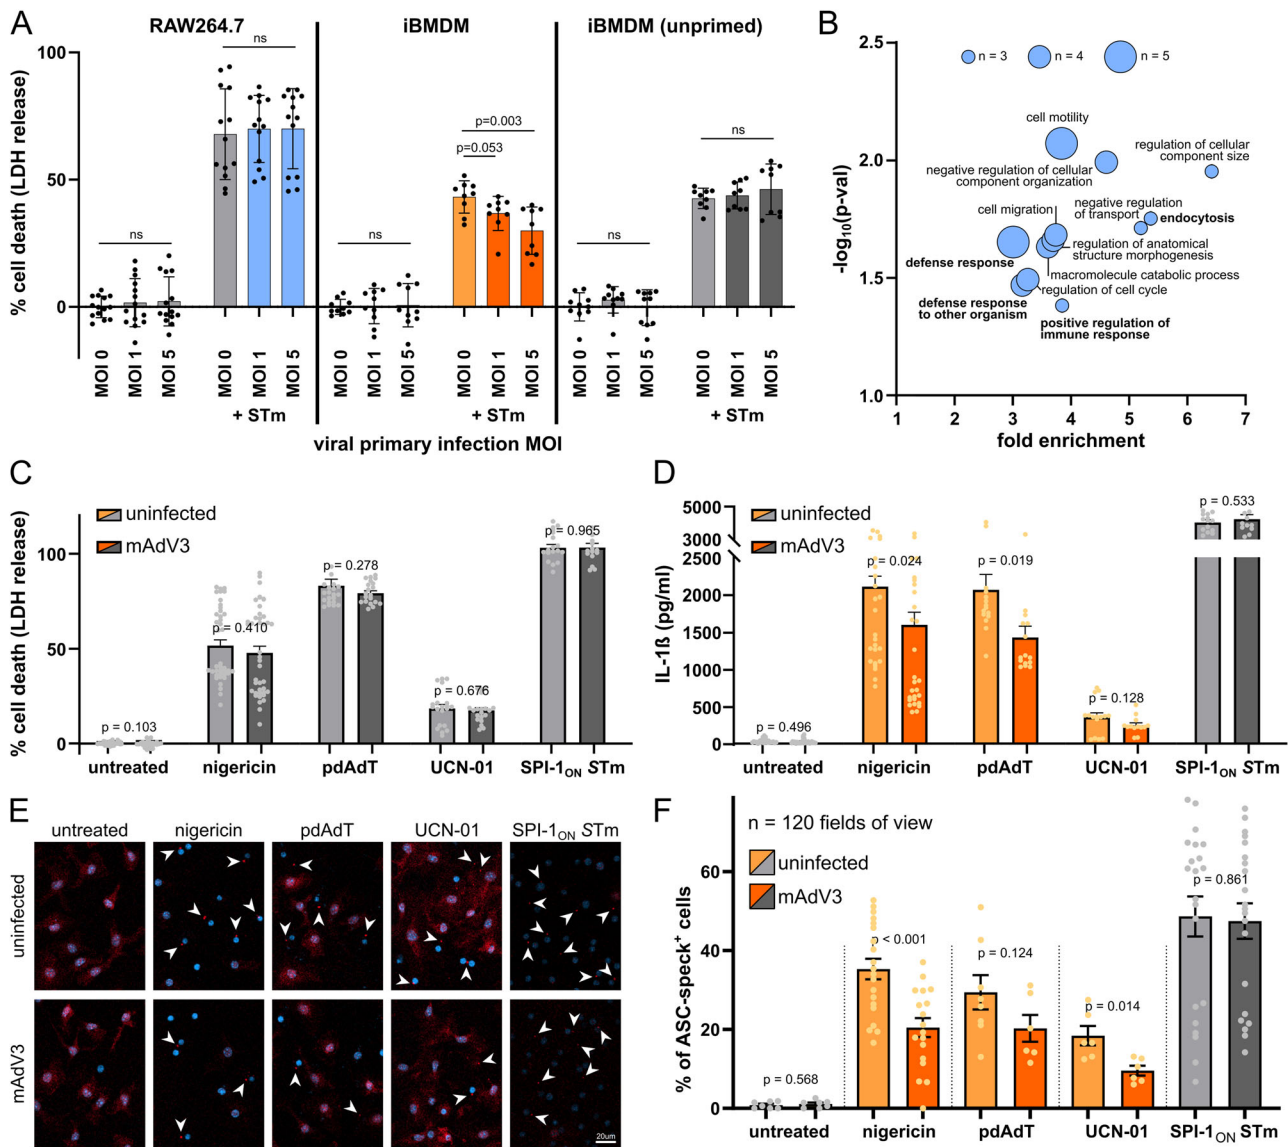 A
RAW264.7
iBMDM
iBMDM (unprimed)
% cell death (LDH release)
100
50
0
ns
ns
ns
p=0.003
p=0.053
ns
ns
ns
MOI 0
MOI 1
MOI 5
MOI 0
MOI 1
MOI 5
MOI 0
MOI 1
MOI 5
MOI 0
MOI 1
MOI 5
MOI 0
MOI 1
MOI 5
MOI 0
MOI 1
MOI 5
+ STm
+ STm
+ STm
viral primary infection MOI
B
-log10(p-val)
2.5
2.0
1.5
1.0
n = 3
n = 4
n = 5
cell motility
regulation of cellular
component size
negative regulation of cellular
component organization
negative regulation
of transport
endocytosis
cell migration
regulation of anatomical
structure morphogenesis
defense response
macromolecule catabolic process
regulation of cell cycle
defense response
to other organism
positive regulation of
immune response
1
2
3
4
5
6
7
fold enrichment
C
% cell death (LDH release)
100
50
0
uninfected
mAdV3
p = 0.103
p = 0.410
p = 0.278
p = 0.676
p = 0.965
untreated
nigericin
pdAdT
UCN-01
SPI-1ON STm
D
IL-1ß (pg/ml)
5000
3000
2500
2000
1500
1000
500
0
uninfected
mAdV3
p = 0.496
p = 0.024
p = 0.019
p = 0.128
p = 0.533
untreated
nigericin
pdAdT
UCN-01
SPI-1ON STm
E
untreated
nigericin
pdAdT
UCN-01
SPI-1ON STm
uninfected
mAdV3
20um
F
n = 120 fields of view
uninfected
mAdV3
% of ASC-speck+ cells
60
40
20
0
p = 0.568
p < 0.001
p = 0.124
p = 0.014
p = 0.861
untreated
nigericin
pdAdT
UCN-01
SPI-1ON STm